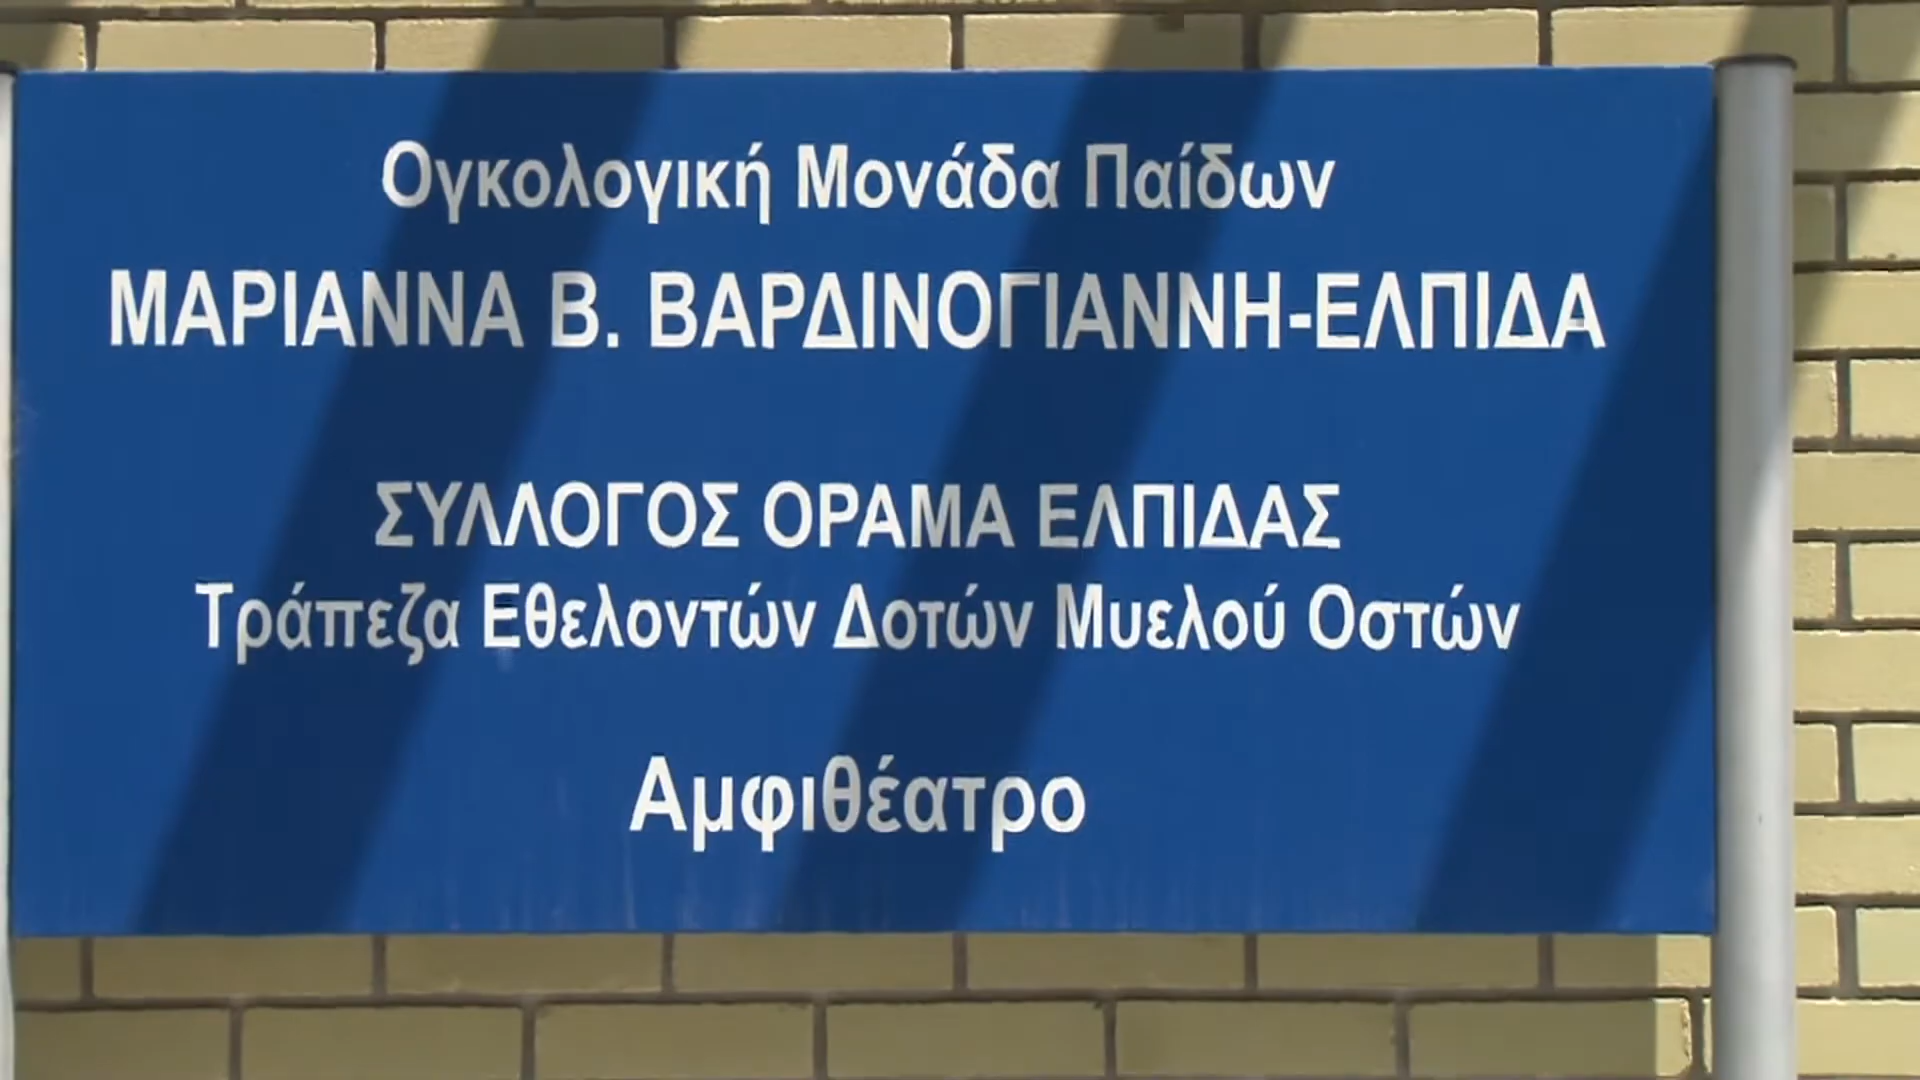 Ογκολογική Μονάδα Παίδων
ΜΑΡΙΑΝΝΑ Β. ΒΑΡΔΙΝΟΓΙΑΝΝΗ-ΕΛΠΙΔΑ
ΣΥΛΛΟΓΟΣ ΟΡΑΜΑ ΕΛΠΙΔΑΣ
Τράπεζα Εθελοντών Δοτών Μυελού Οστών
Αμφιθέατρο